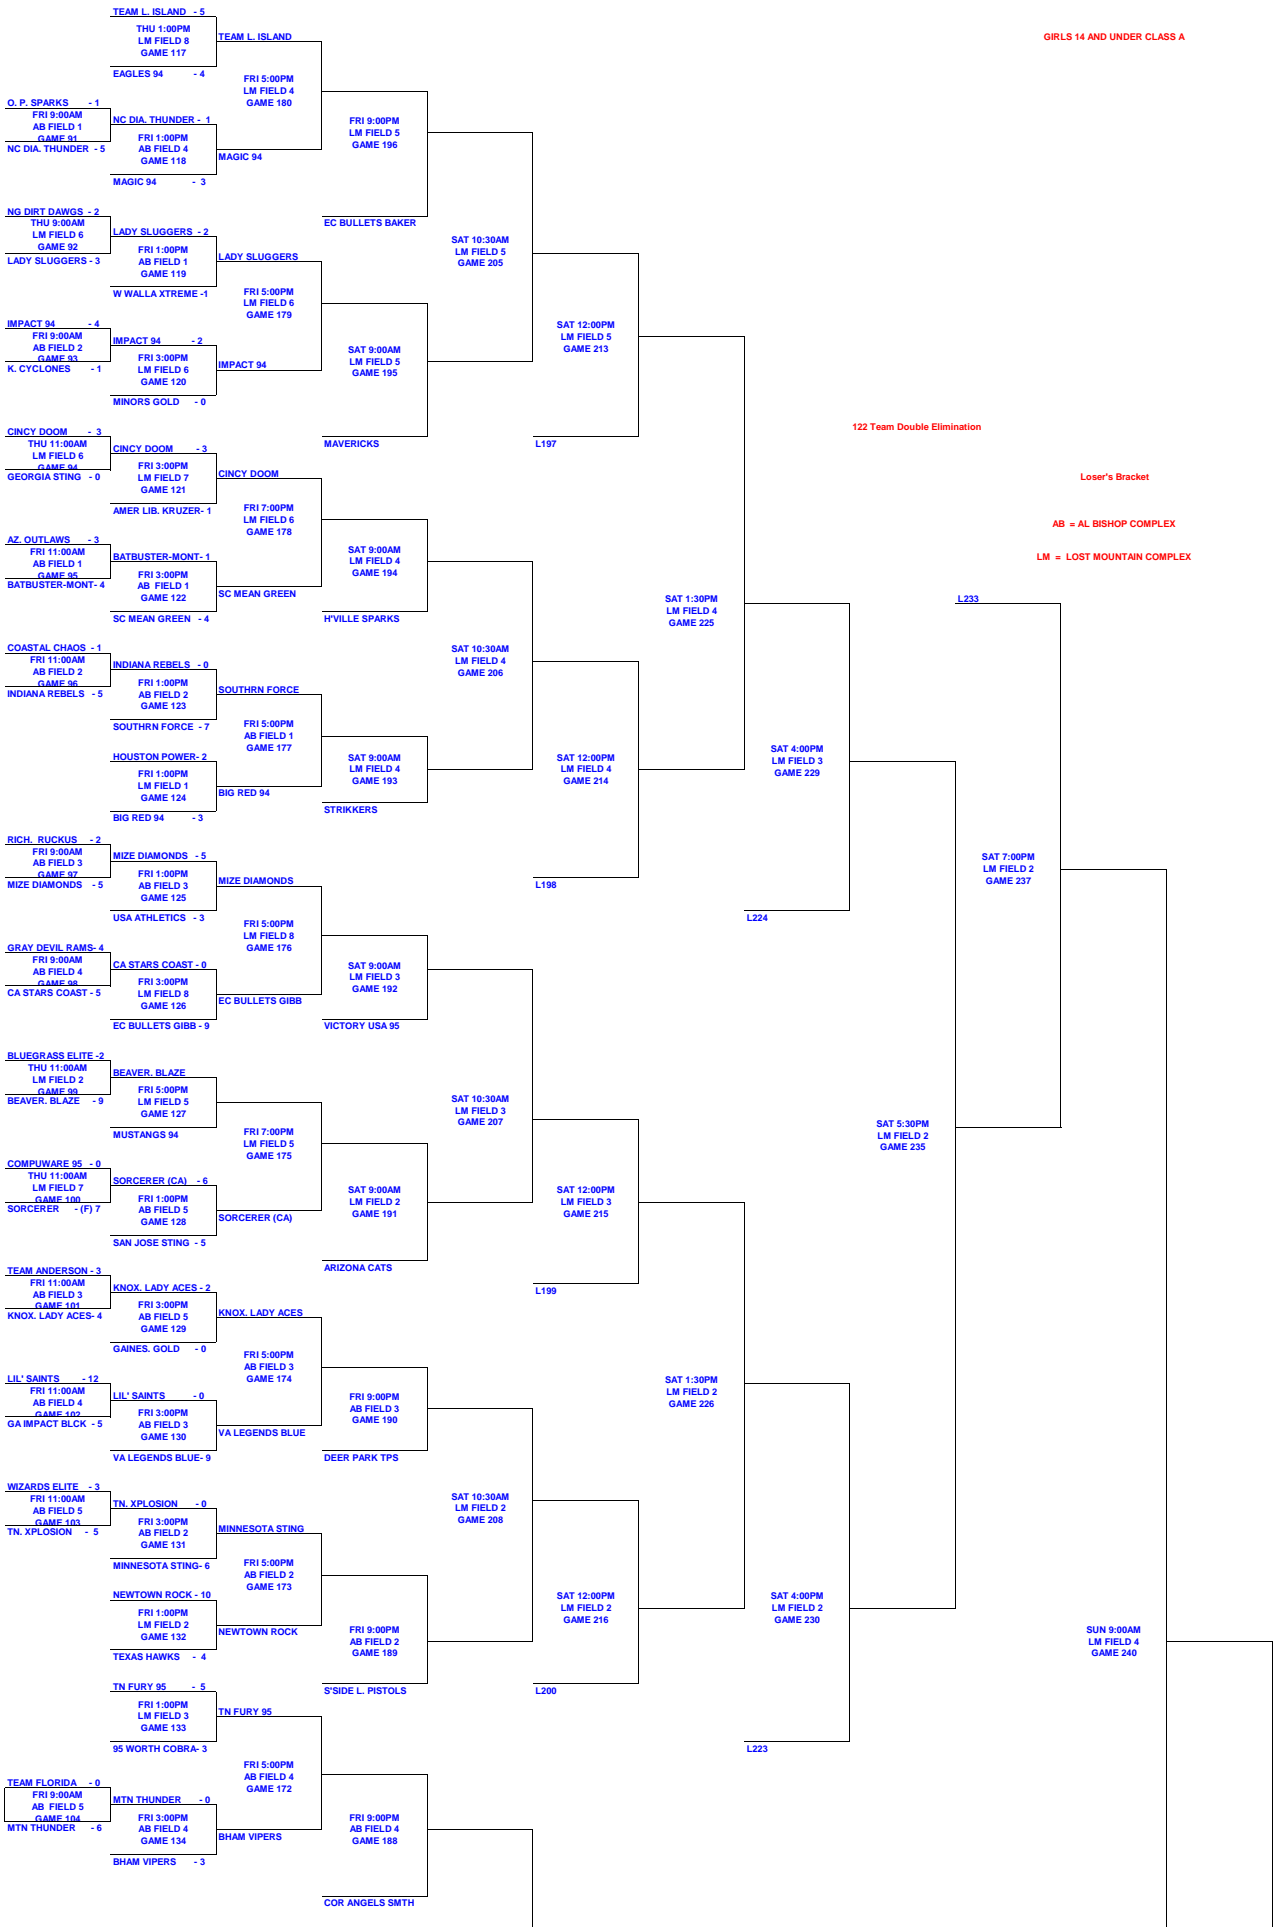 TEAM L. ISLAND - 5
THU 1:00PM
LM FIELD 8
GAME 117
EAGLES 94 - 4
O. P. SPARKS - 1
FRI 9:00AM
AB FIELD 1
GAME 91
NC DIA. THUNDER - 5
NC DIA. THUNDER - 1
FRI 1:00PM
AB FIELD 4
GAME 118
MAGIC 94 - 3
NG DIRT DAWGS - 2
THU 9:00AM
LM FIELD 6
GAME 92
LADY SLUGGERS - 3
LADY SLUGGERS - 2
FRI 1:00PM
AB FIELD 1
GAME 119
W WALLA XTREME -1
IMPACT 94 - 4
FRI 9:00AM
AB FIELD 2
GAME 93
K. CYCLONES - 1
IMPACT 94 - 2
FRI 3:00PM
LM FIELD 6
GAME 120
MINORS GOLD - 0
CINCY DOOM - 3
THU 11:00AM
LM FIELD 6
GAME 94
GEORGIA STING - 0
CINCY DOOM - 3
FRI 3:00PM
LM FIELD 7
GAME 121
AMER LIB. KRUZER- 1
AZ. OUTLAWS - 3
FRI 11:00AM
AB FIELD 1
GAME 95
BATBUSTER-MONT- 4
BATBUSTER-MONT- 1
FRI 3:00PM
AB FIELD 1
GAME 122
SC MEAN GREEN - 4
COASTAL CHAOS - 1
FRI 11:00AM
AB FIELD 2
GAME 96
INDIANA REBELS - 5
INDIANA REBELS - 0
FRI 1:00PM
AB FIELD 2
GAME 123
SOUTHRN FORCE - 7
HOUSTON POWER- 2
FRI 1:00PM
LM FIELD 1
GAME 124
BIG RED 94 - 3
RICH. RUCKUS - 2
FRI 9:00AM
AB FIELD 3
GAME 97
MIZE DIAMONDS - 5
MIZE DIAMONDS - 5
FRI 1:00PM
AB FIELD 3
GAME 125
USA ATHLETICS - 3
GRAY DEVIL RAMS- 4
FRI 9:00AM
AB FIELD 4
GAME 98
CA STARS COAST - 5
CA STARS COAST - 0
FRI 3:00PM
LM FIELD 8
GAME 126
EC BULLETS GIBB - 9
BLUEGRASS ELITE -2
THU 11:00AM
LM FIELD 2
GAME 99
BEAVER. BLAZE - 9
BEAVER. BLAZE
FRI 5:00PM
LM FIELD 5
GAME 127
MUSTANGS 94
COMPUWARE 95 - 0
THU 11:00AM
LM FIELD 7
GAME 100
SORCERER - (F) 7
SORCERER (CA) - 6
FRI 1:00PM
AB FIELD 5
GAME 128
SAN JOSE STING - 5
TEAM ANDERSON - 3
FRI 11:00AM
AB FIELD 3
GAME 101
KNOX. LADY ACES- 4
KNOX. LADY ACES - 2
FRI 3:00PM
AB FIELD 5
GAME 129
GAINES. GOLD - 0
LIL' SAINTS - 12
FRI 11:00AM
AB FIELD 4
GAME 102
GA IMPACT BLCK - 5
LIL' SAINTS - 0
FRI 3:00PM
AB FIELD 3
GAME 130
VA LEGENDS BLUE- 9
WIZARDS ELITE - 3
FRI 11:00AM
AB FIELD 5
GAME 103
TN. XPLOSION - 5
TN. XPLOSION - 0
FRI 3:00PM
AB FIELD 2
GAME 131
MINNESOTA STING- 6
NEWTOWN ROCK - 10
FRI 1:00PM
LM FIELD 2
GAME 132
TEXAS HAWKS - 4
TN FURY 95 - 5
FRI 1:00PM
LM FIELD 3
GAME 133
95 WORTH COBRA- 3
TEAM FLORIDA - 0
FRI 9:00AM
AB FIELD 5
GAME 104
MTN THUNDER - 6
MTN THUNDER - 0
FRI 3:00PM
AB FIELD 4
GAME 134
BHAM VIPERS - 3
TEAM L. ISLAND
FRI 5:00PM
LM FIELD 4
GAME 180
MAGIC 94
LADY SLUGGERS
FRI 5:00PM
LM FIELD 6
GAME 179
IMPACT 94
CINCY DOOM
FRI 7:00PM
LM FIELD 6
GAME 178
SC MEAN GREEN
SOUTHRN FORCE
FRI 5:00PM
AB FIELD 1
GAME 177
BIG RED 94
MIZE DIAMONDS
FRI 5:00PM
LM FIELD 8
GAME 176
EC BULLETS GIBB
FRI 7:00PM
LM FIELD 5
GAME 175
SORCERER (CA)
KNOX. LADY ACES
FRI 5:00PM
AB FIELD 3
GAME 174
VA LEGENDS BLUE
MINNESOTA STING
FRI 5:00PM
AB FIELD 2
GAME 173
NEWTOWN ROCK
TN FURY 95
FRI 5:00PM
AB FIELD 4
GAME 172
BHAM VIPERS
FRI 9:00PM
LM FIELD 5
GAME 196
EC BULLETS BAKER
SAT 9:00AM
LM FIELD 5
GAME 195
MAVERICKS
SAT 9:00AM
LM FIELD 4
GAME 194
H'VILLE SPARKS
SAT 9:00AM
LM FIELD 4
GAME 193
STRIKKERS
SAT 9:00AM
LM FIELD 3
GAME 192
VICTORY USA 95
SAT 9:00AM
LM FIELD 2
GAME 191
ARIZONA CATS
FRI 9:00PM
AB FIELD 3
GAME 190
DEER PARK TPS
FRI 9:00PM
AB FIELD 2
GAME 189
S'SIDE L. PISTOLS
FRI 9:00PM
AB FIELD 4
GAME 188
COR ANGELS SMTH
SAT 10:30AM
LM FIELD 5
GAME 205
SAT 10:30AM
LM FIELD 4
GAME 206
SAT 10:30AM
LM FIELD 3
GAME 207
SAT 10:30AM
LM FIELD 2
GAME 208
SAT 12:00PM
LM FIELD 5
GAME 213
L197
SAT 12:00PM
LM FIELD 4
GAME 214
L198
SAT 12:00PM
LM FIELD 3
GAME 215
L199
SAT 12:00PM
LM FIELD 2
GAME 216
L200
SAT 1:30PM
LM FIELD 4
GAME 225
SAT 1:30PM
LM FIELD 2
GAME 226
SAT 4:00PM
LM FIELD 3
GAME 229
L224
SAT 4:00PM
LM FIELD 2
GAME 230
L223
SAT 5:30PM
LM FIELD 2
GAME 235
L233
SAT 7:00PM
LM FIELD 2
GAME 237
SUN 9:00AM
LM FIELD 4
GAME 240
GIRLS 14 AND UNDER CLASS A
122 Team Double Elimination
Loser's Bracket
AB = AL BISHOP COMPLEX
LM = LOST MOUNTAIN COMPLEX